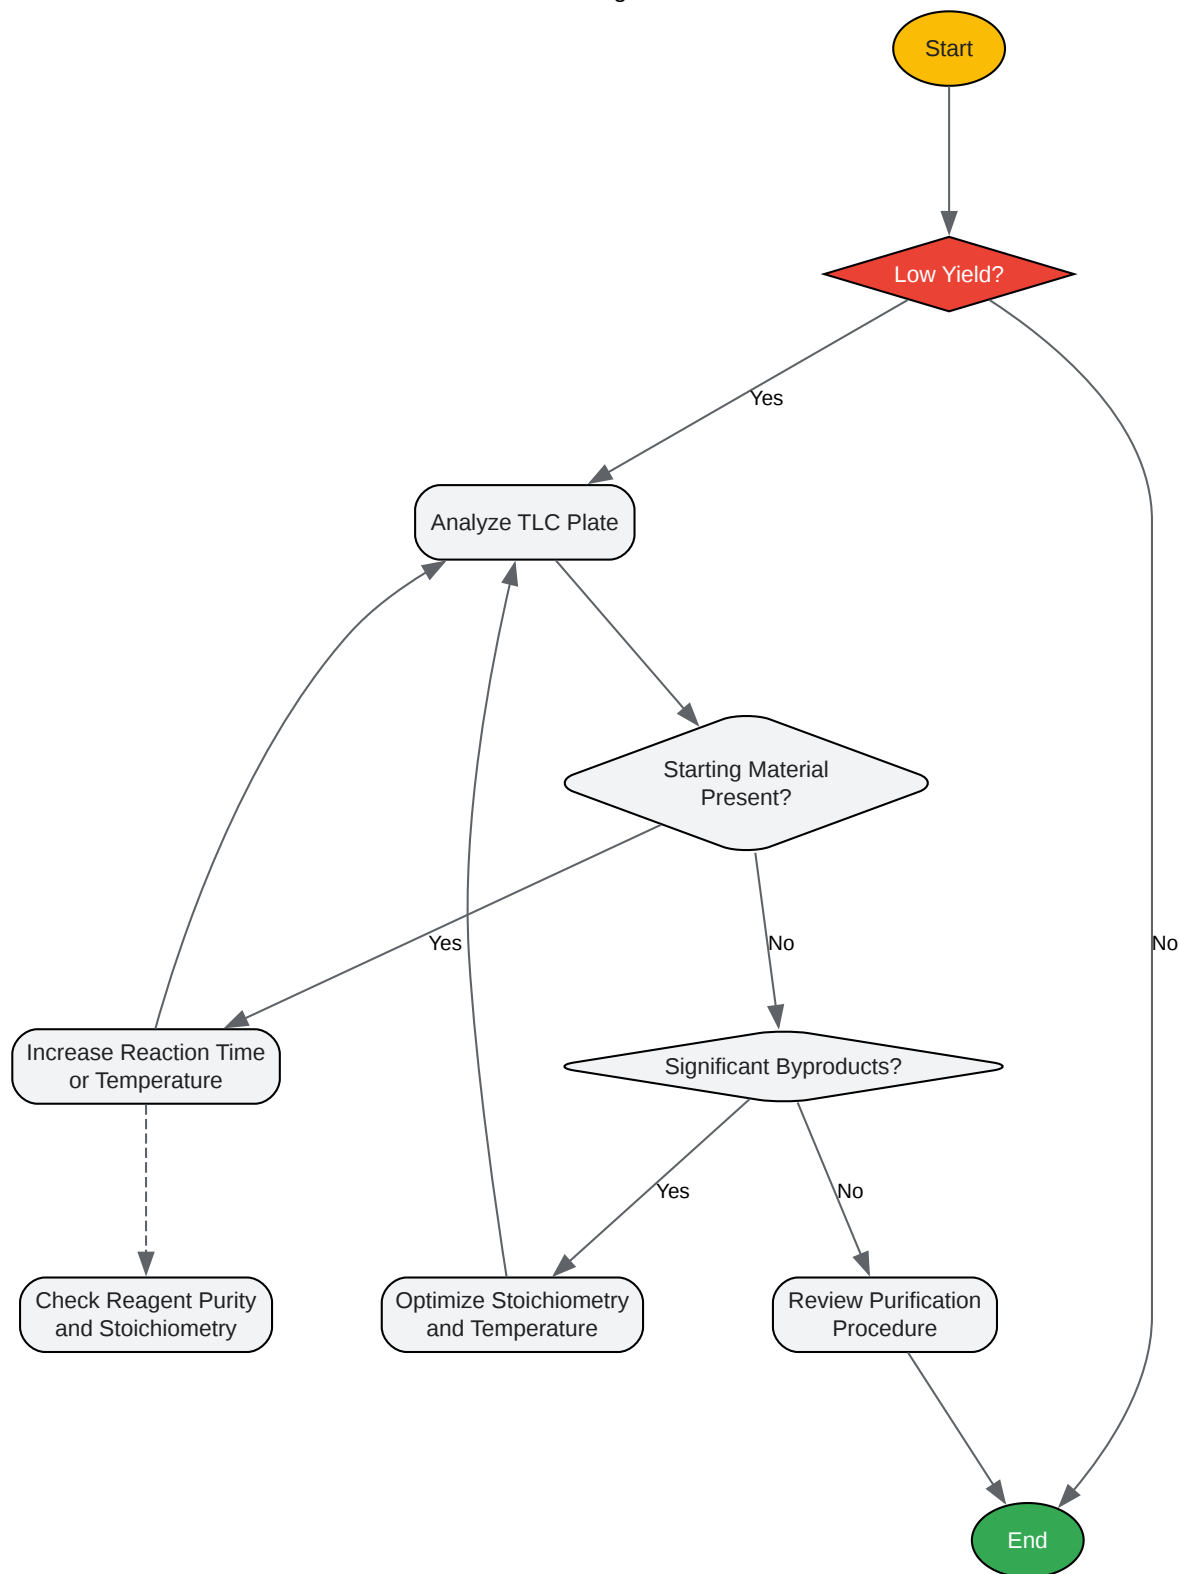 Start
Low Yield?
Yes
Analyze TLC Plate
Starting Material
Present?
Yes
No
No
Increase Reaction Time
or Temperature
Significant Byproducts?
Yes
No
Check Reagent Purity
and Stoichiometry
Optimize Stoichiometry
and Temperature
Review Purification
Procedure
End